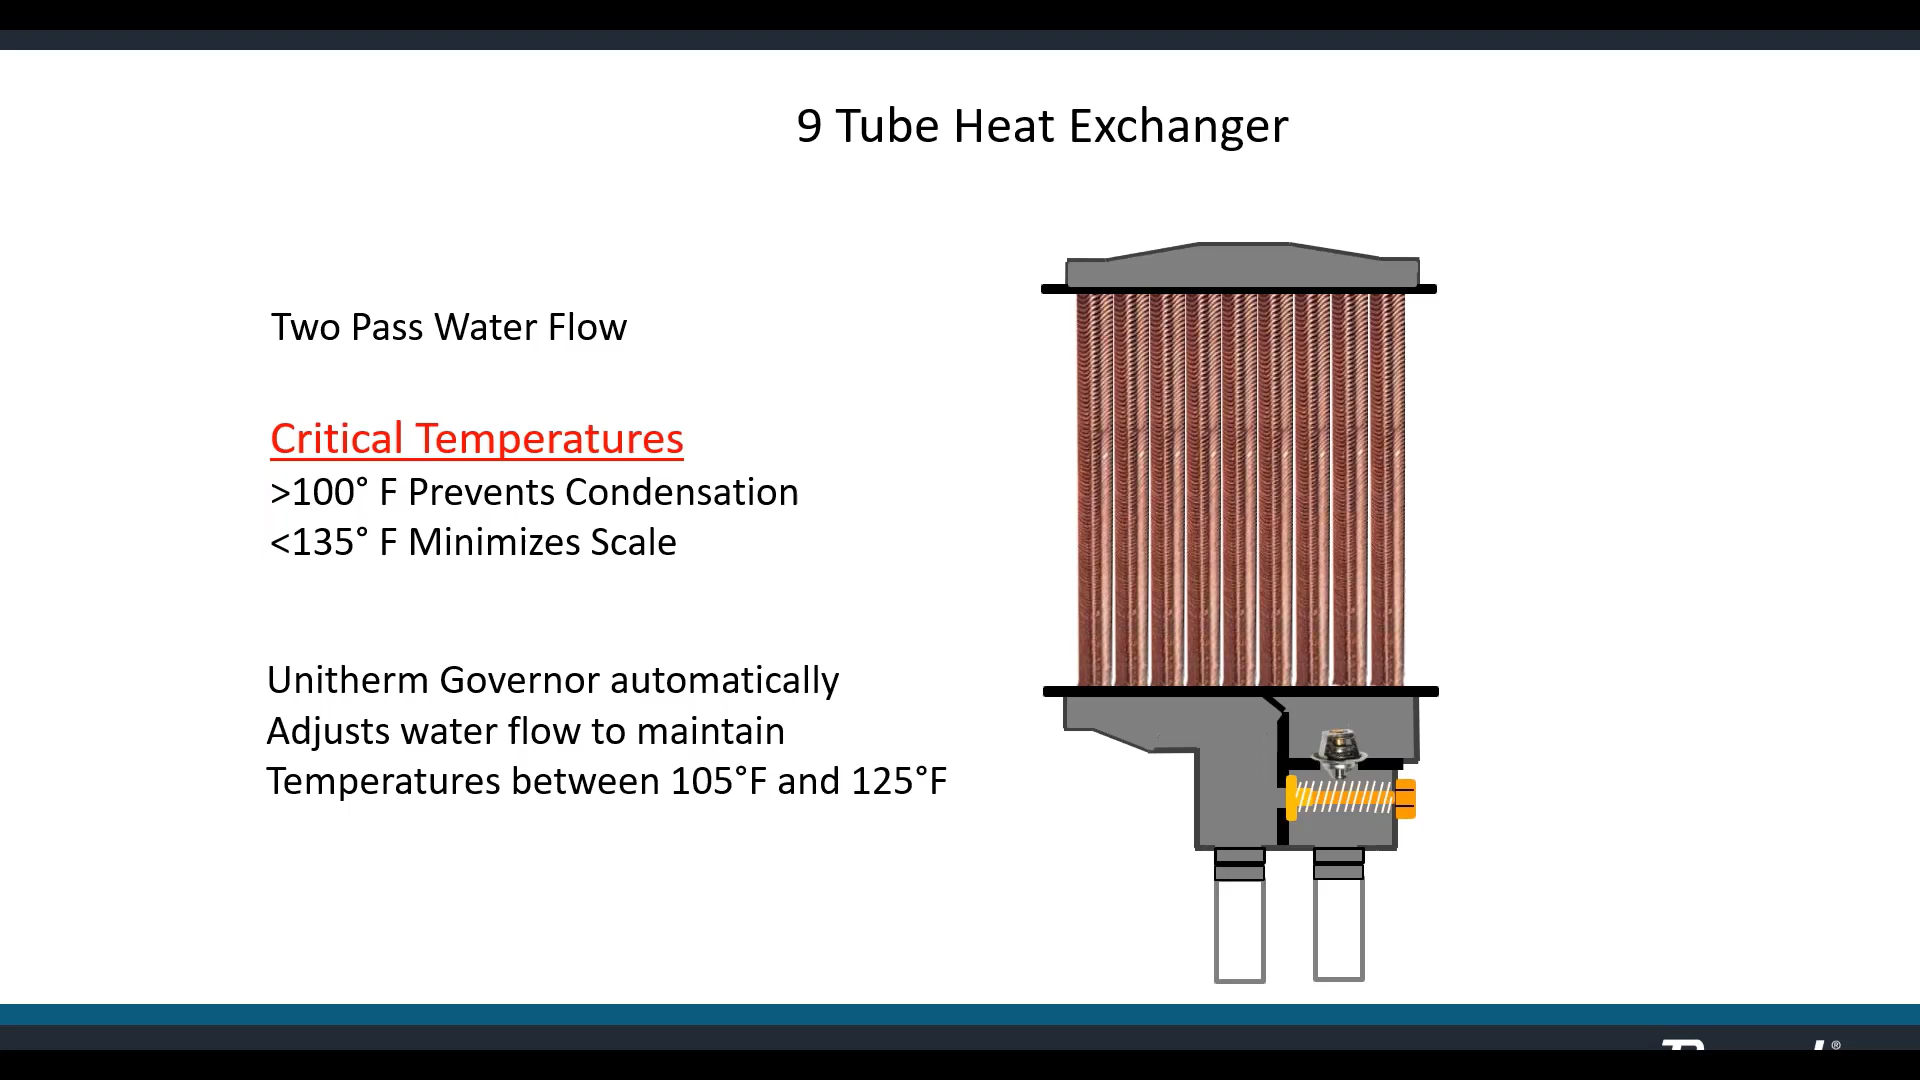 9 Tube Heat Exchanger
Two Pass Water Flow
Critical Temperatures
>100° F Prevents Condensation
<135° F Minimizes Scale
Unitherm Governor automatically
Adjusts water flow to maintain
Temperatures between 105°F and 125°F
®